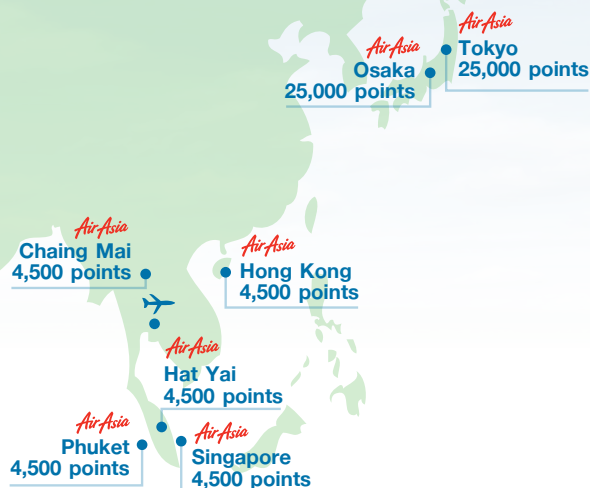 AirAsia
Tokyo
25,000 points
AirAsia
Osaka
25,000 points
AirAsia
Chaing Mai
4,500 points
AirAsia
Hong Kong
4,500 points
AirAsia
Hat Yai
4,500 points
AirAsia
Phuket
4,500 points
AirAsia
Singapore
4,500 points